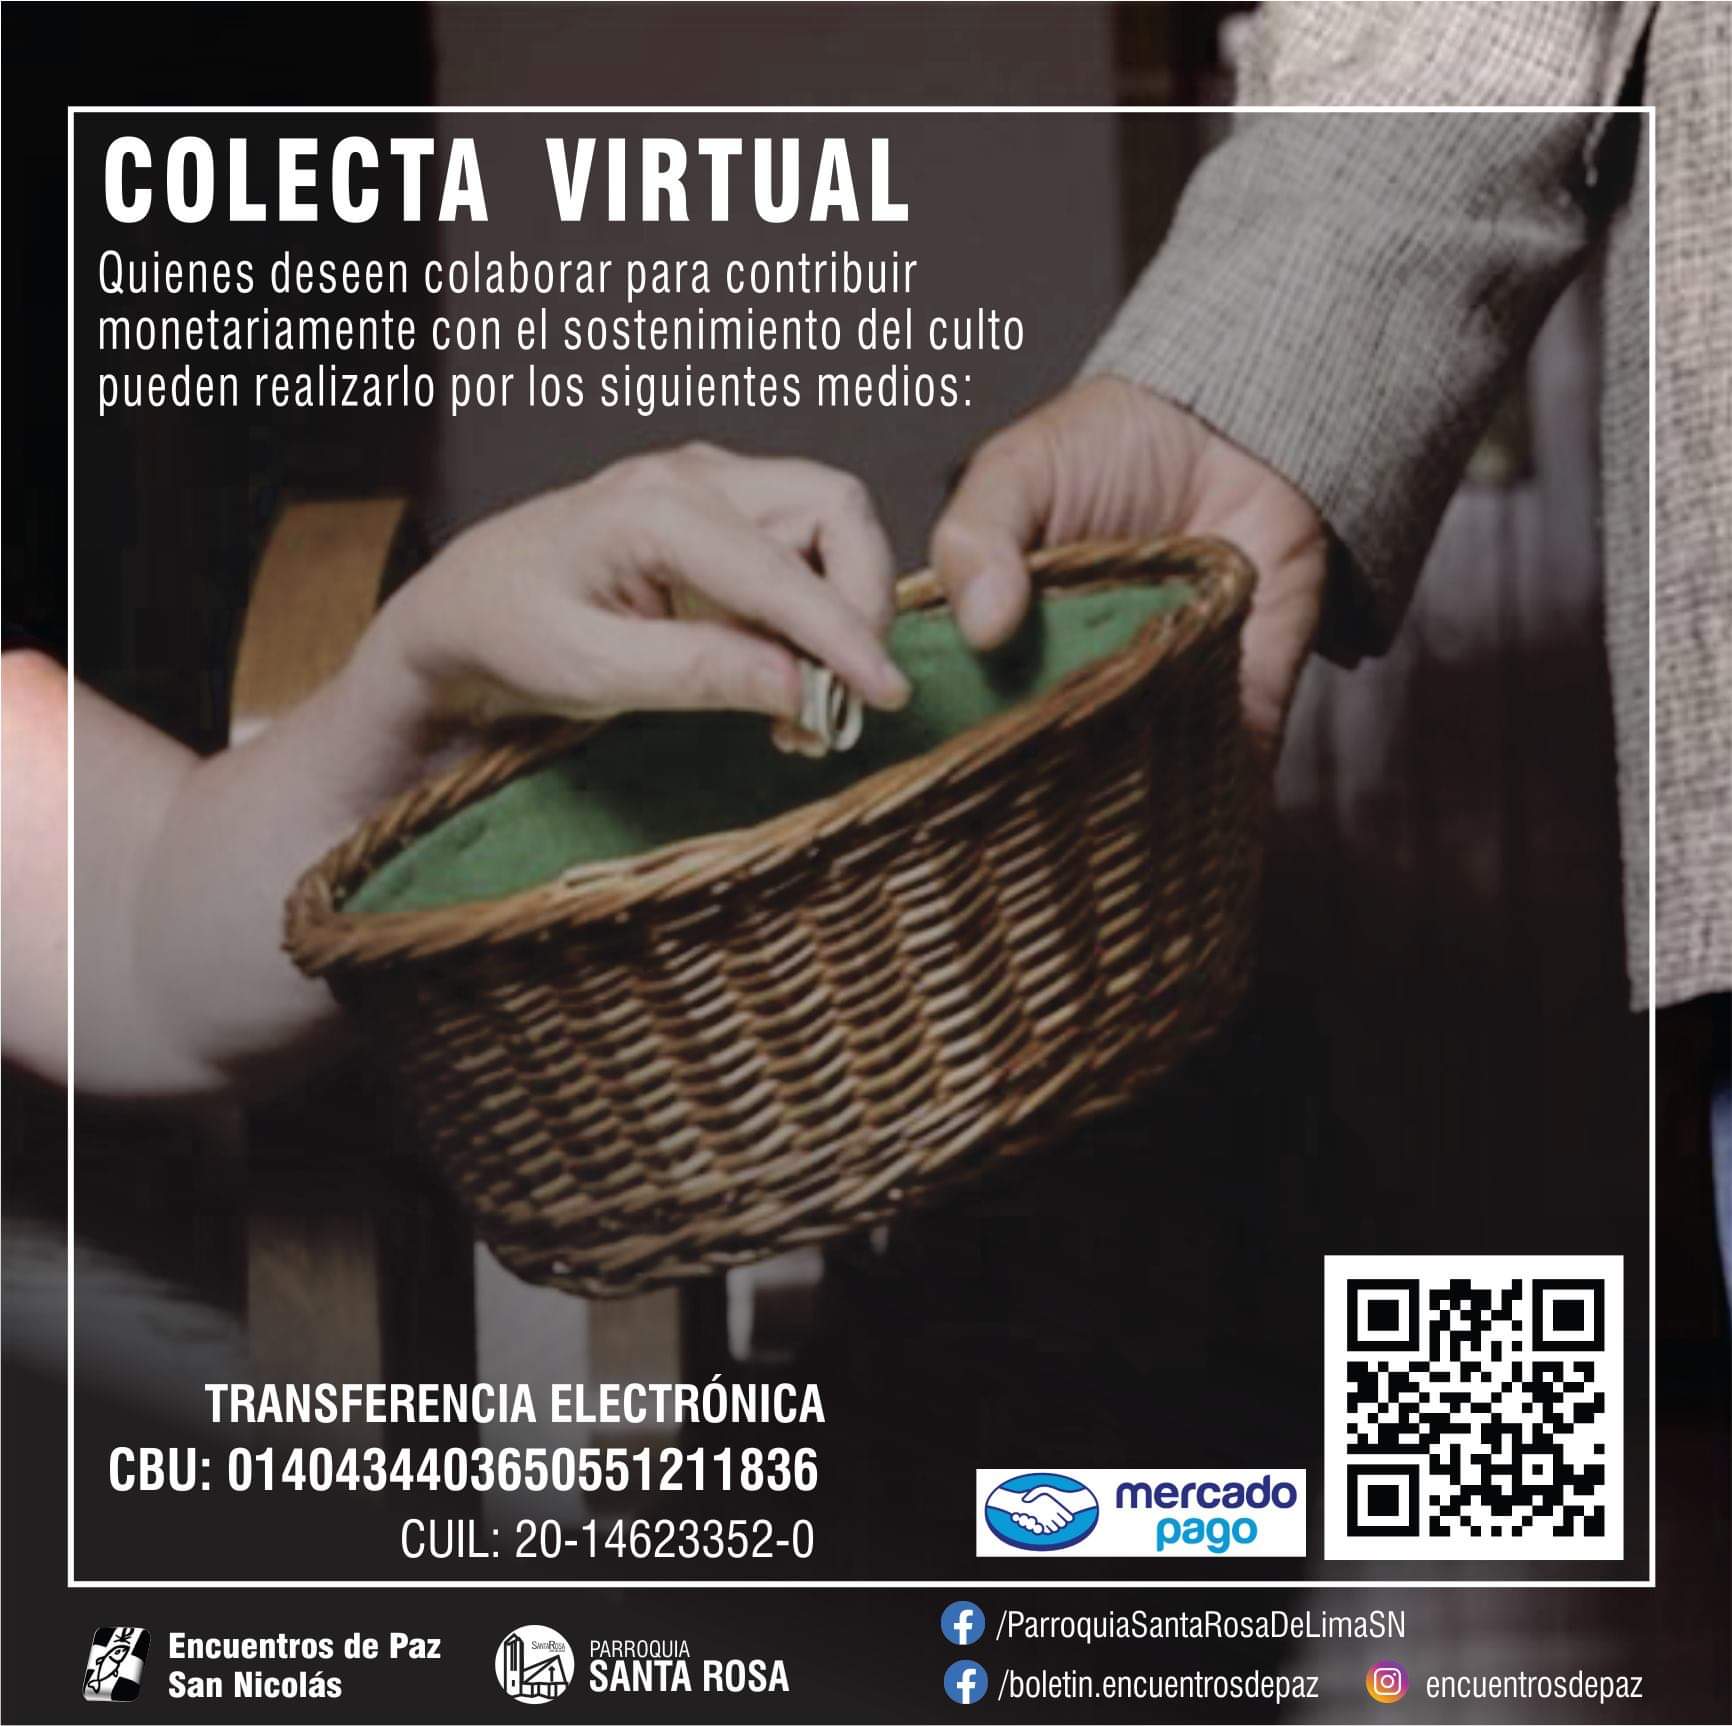 COLECTA VIRTUAL
Quienes deseen colaborar para contribuir
monetariamente con el sostenimiento del culto
pueden realizarlo por los siguientes medios:
TRANSFERENCIA ELECTRÓNICA
CBU: 0140434403650551211836
CUIL: 20-14623352-0
mercado
pago
Encuentros de Paz
San Nicolás
SANTA ROSA
PARROQUIA
SANTA ROSA
/ParroquiaSantaRosaDeLimaSN
/boletin.encuentrosdepaz
encuentrosdepaz